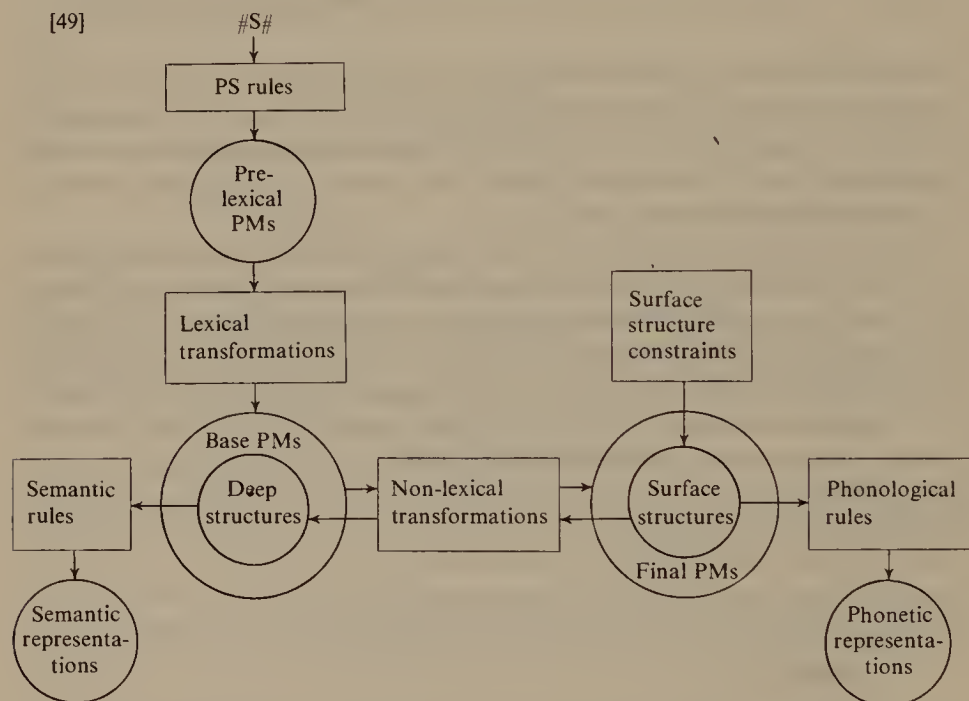 [49]
#S#
PS rules
Pre-
lexical
PMs
Lexical
transformations
Surface
structure
constraints
Base PMs
Deep
structures
Semantic
rules
Non-lexical
transformations
Surface
structures
Final PMs
Phonological
rules
Semantic
representa-
tions
Phonetic
representa-
tions